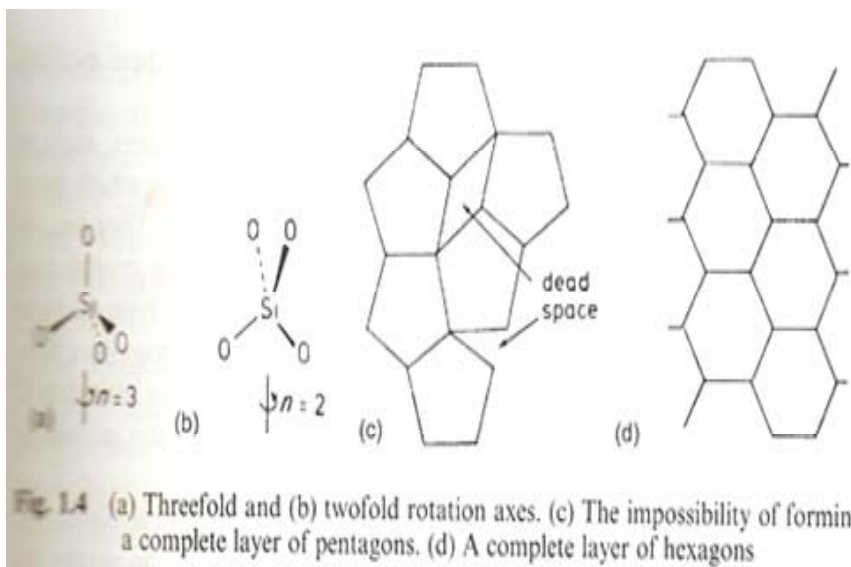 O
O
Si
O
O
n = 3
O
O
Si
O
O
(b)
n = 2
dead
space
(c)
(d)
Fig. 1.4 (a) Threefold and (b) twofold rotation axes. (c) The impossibility of formin
a complete layer of pentagons. (d) A complete layer of hexagons